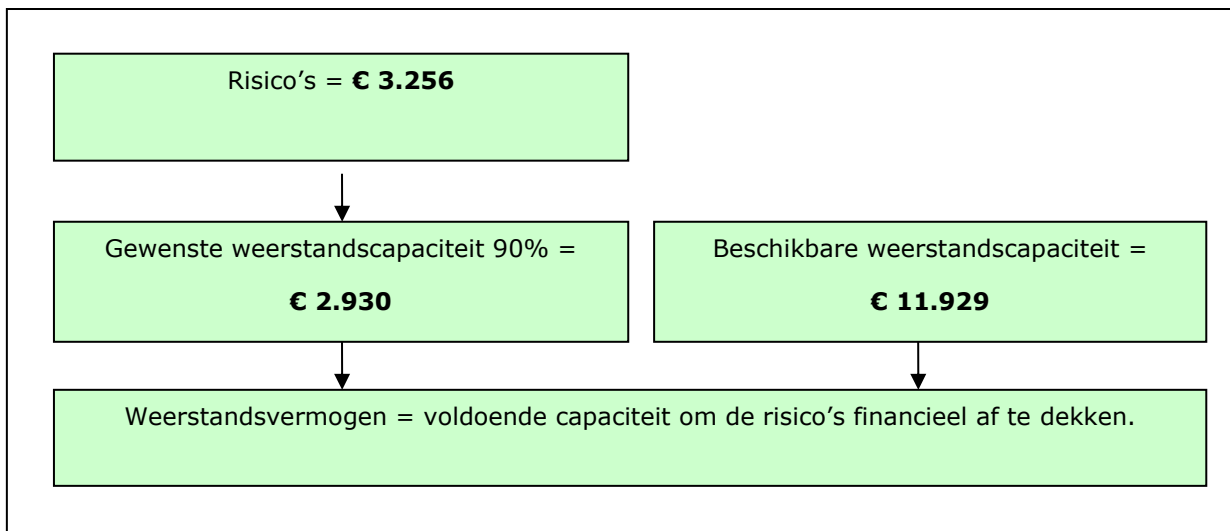 Risico’s = € 3.256
Gewenste weerstandscapaciteit 90% =
€ 2.930
Beschikbare weerstandscapaciteit =
€ 11.929
Weerstandsvermogen = voldoende capaciteit om de risico’s financieel af te dekken.